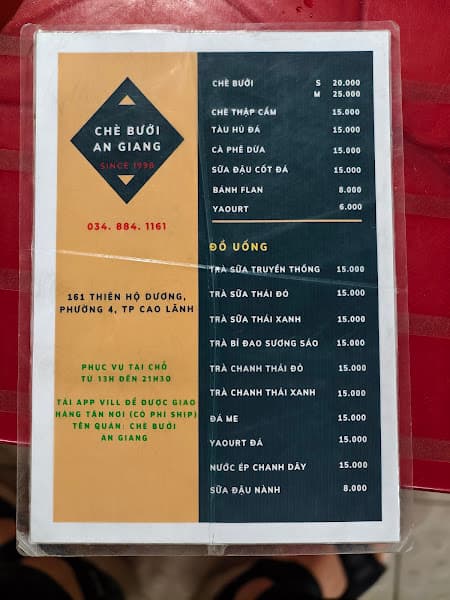 CHÈ BƯỞI
AN GIANG
SINCE 1998
034. 884. 1161
161 THIÊN HỘ DƯƠNG,
PHƯỜNG 4, TP CAO LÃNH
PHỤC VỤ TẠI CHỖ
TỪ 13H ĐẾN 21H30
TẢI APP VILL ĐỂ ĐƯỢC GIAO
HÀNG TẬN NƠI (CÓ PHÍ SHIP)
TÊN QUÁN: CHÈ BƯỞI
AN GIANG
CHÈ BƯỞI S 20.000
M 25.000
CHÈ THẬP CẨM 15.000
TÀU HỦ ĐÁ 15.000
CÀ PHÊ DỪA 15.000
SỮA ĐẬU CỐT ĐÁ 15.000
BÁNH FLAN 8.000
YAOURT 6.000
ĐỒ UỐNG
TRÀ SỮA TRUYỀN THỐNG 15.000
TRÀ SỮA THÁI ĐỎ 15.000
TRÀ SỮA THÁI XANH 15.000
TRÀ BÍ ĐAO SƯƠNG SÁO 15.000
TRÀ CHANH THÁI ĐỎ 15.000
TRÀ CHANH THÁI XANH 15.000
ĐÁ ME 15.000
YAOURT ĐÁ 15.000
NƯỚC ÉP CHANH DÂY 15.000
SỮA ĐẬU NÀNH 8.000